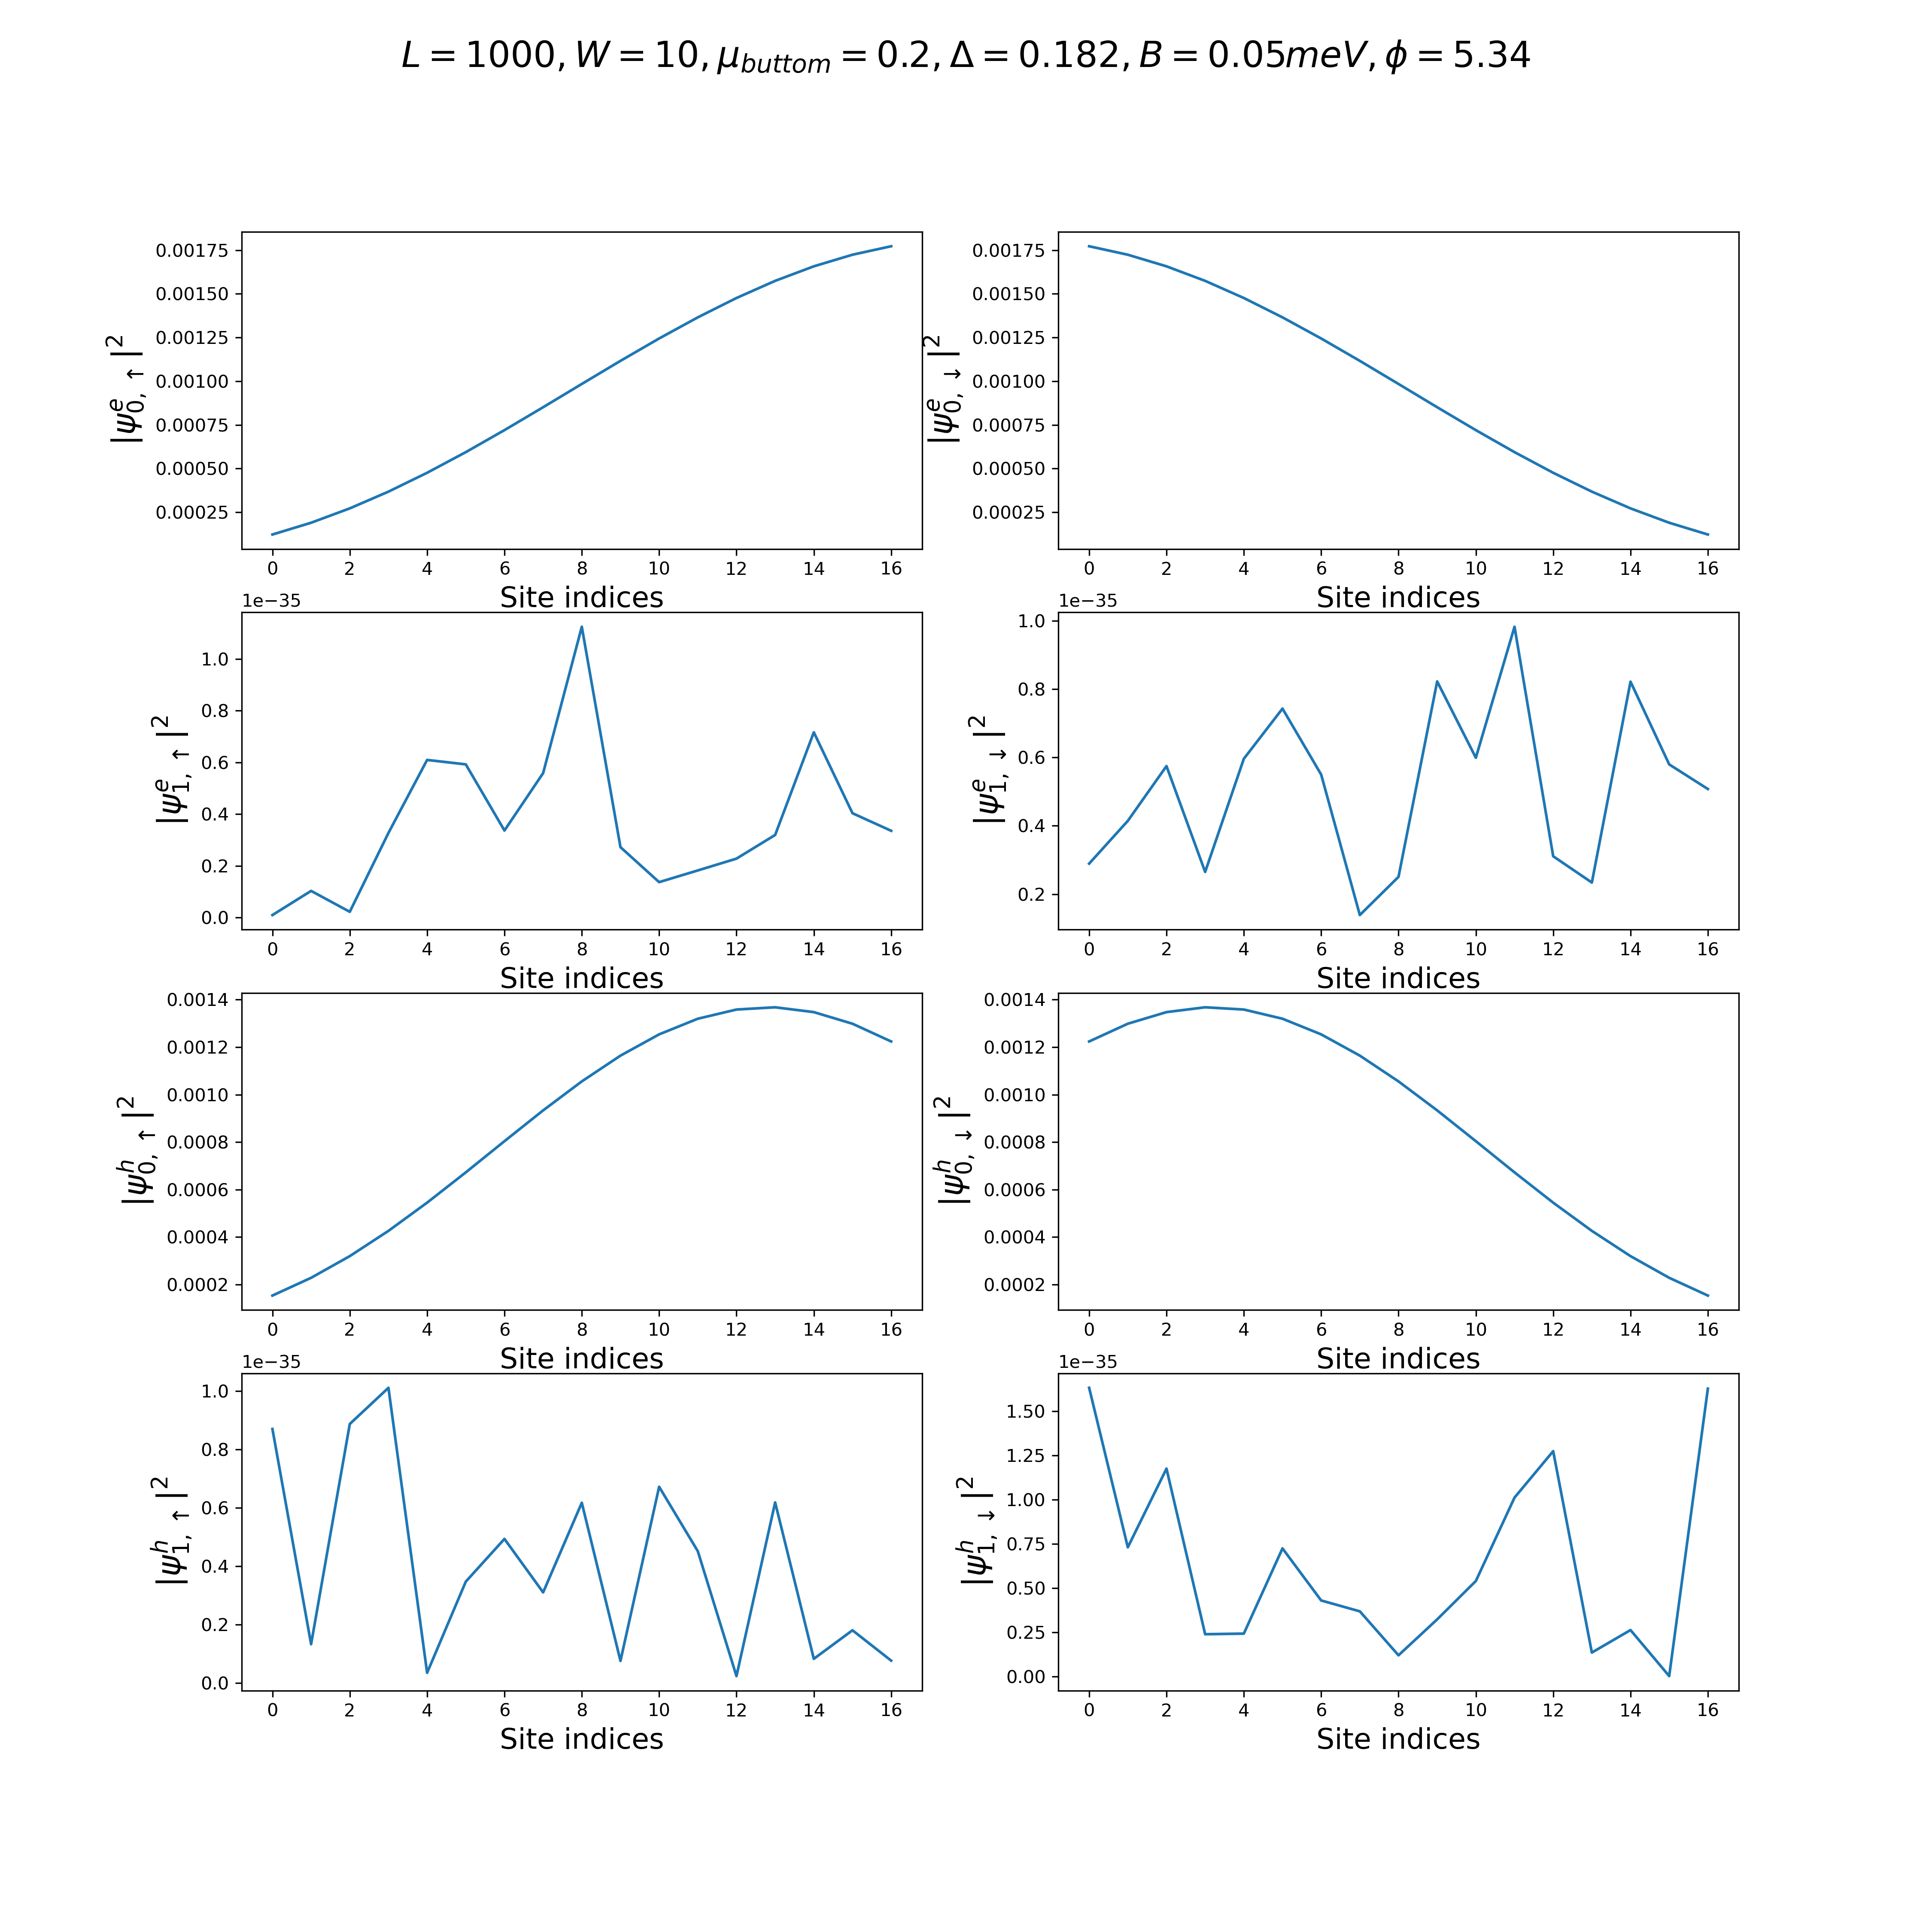 L = 1000, W = 10, μ_buttom = 0.2, Δ = 0.182, B = 0.05meV, ϕ = 5.34
|ψ^e_{0, ↑}|^2
0.00175
0.00150
0.00125
0.00100
0.00075
0.00050
0.00025
0 2 4 6 8 10 12 14 16
Site indices
|ψ^e_{0, ↓}|^2
0.00175
0.00150
0.00125
0.00100
0.00075
0.00050
0.00025
0 2 4 6 8 10 12 14 16
Site indices
1e−35
|ψ^e_{1, ↑}|^2
1.0
0.8
0.6
0.4
0.2
0.0
0 2 4 6 8 10 12 14 16
Site indices
1e−35
|ψ^e_{1, ↓}|^2
1.0
0.8
0.6
0.4
0.2
0 2 4 6 8 10 12 14 16
Site indices
|ψ^h_{0, ↑}|^2
0.0014
0.0012
0.0010
0.0008
0.0006
0.0004
0.0002
0 2 4 6 8 10 12 14 16
Site indices
|ψ^h_{0, ↓}|^2
0.0014
0.0012
0.0010
0.0008
0.0006
0.0004
0.0002
0 2 4 6 8 10 12 14 16
Site indices
1e−35
|ψ^h_{1, ↑}|^2
1.0
0.8
0.6
0.4
0.2
0.0
0 2 4 6 8 10 12 14 16
Site indices
1e−35
|ψ^h_{1, ↓}|^2
1.50
1.25
1.00
0.75
0.50
0.25
0.00
0 2 4 6 8 10 12 14 16
Site indices